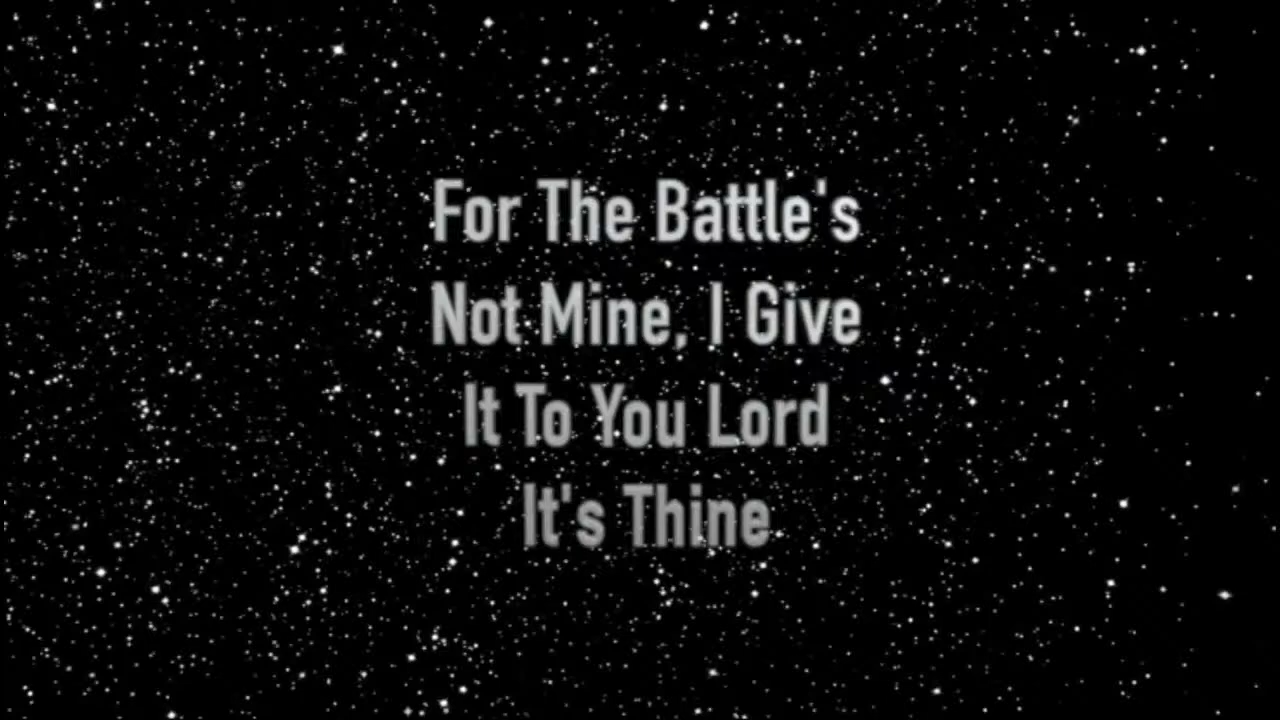 For The Battle's
Not Mine, I Give
It To You Lord
It's Thine